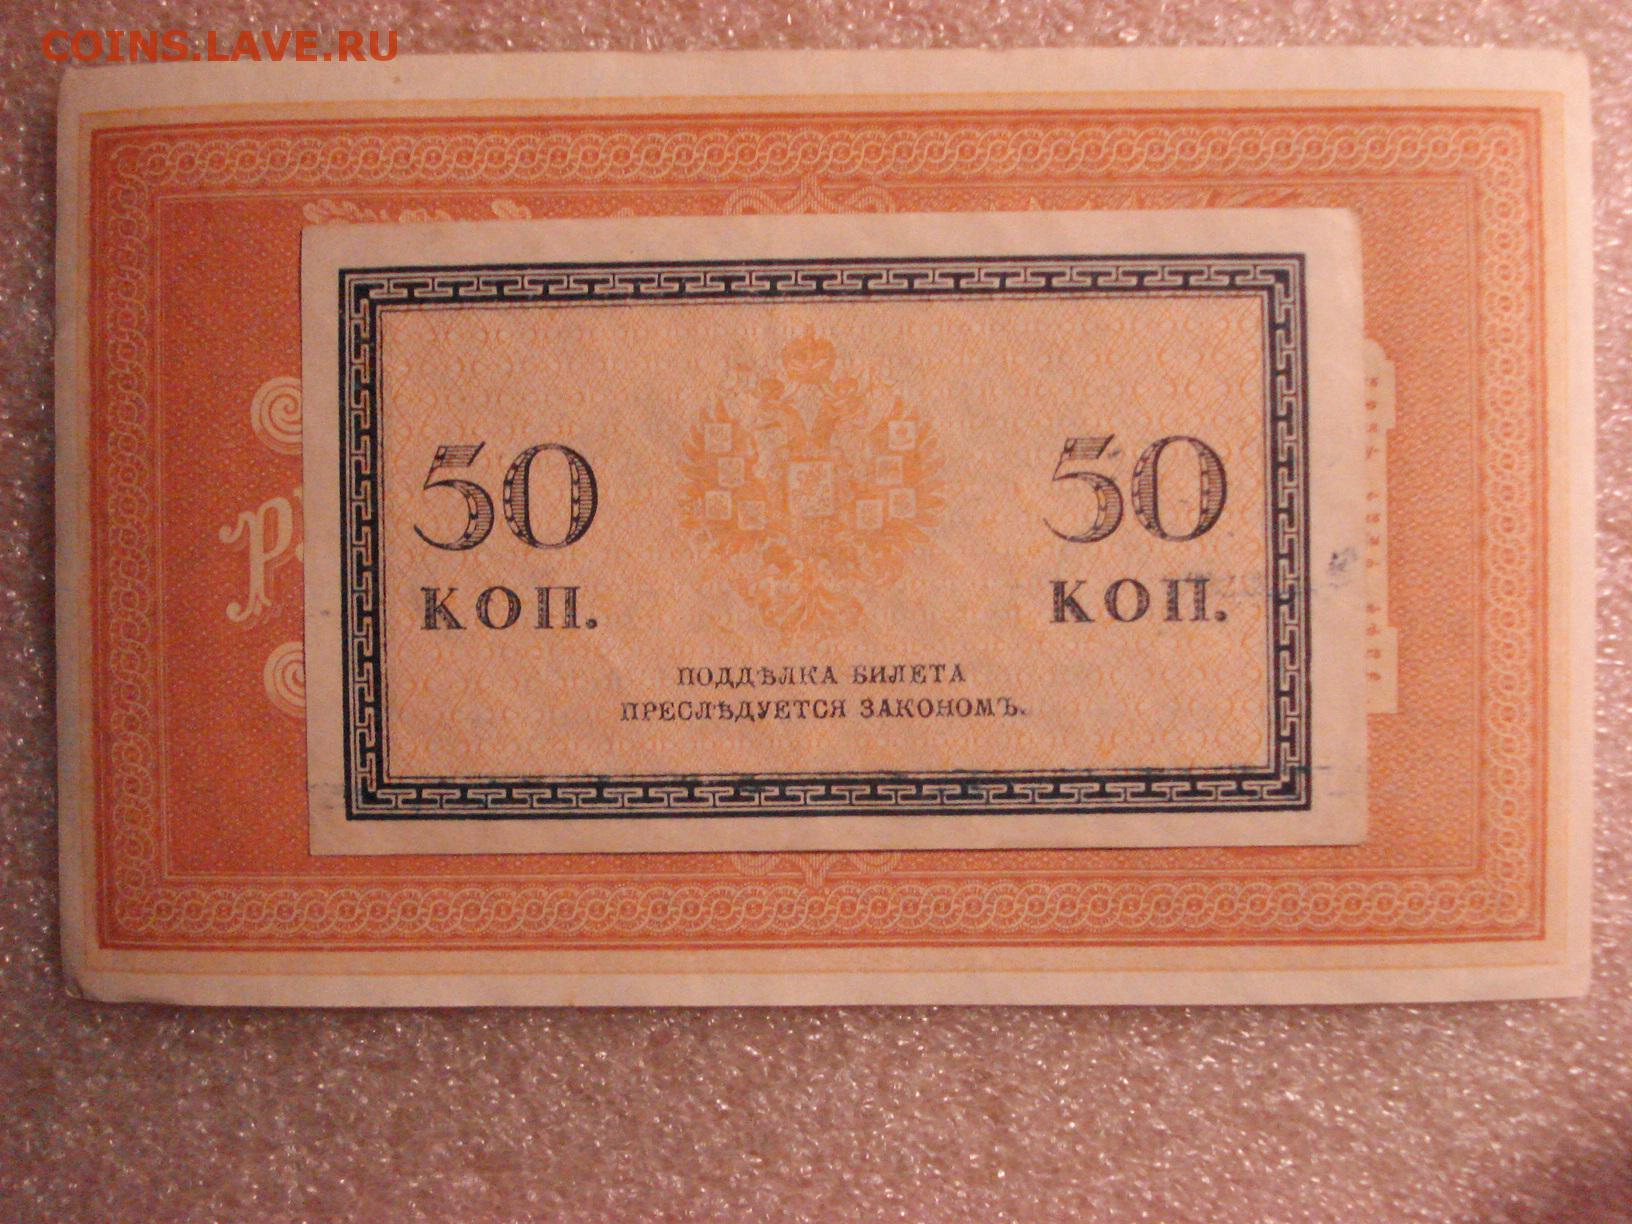 COINS.LAVE.RU
50 50
КОП. КОП.
ПОДДѢЛКА БИЛЕТА
ПРЕСЛѢДУЕТСЯ ЗАКОНОМЪ.